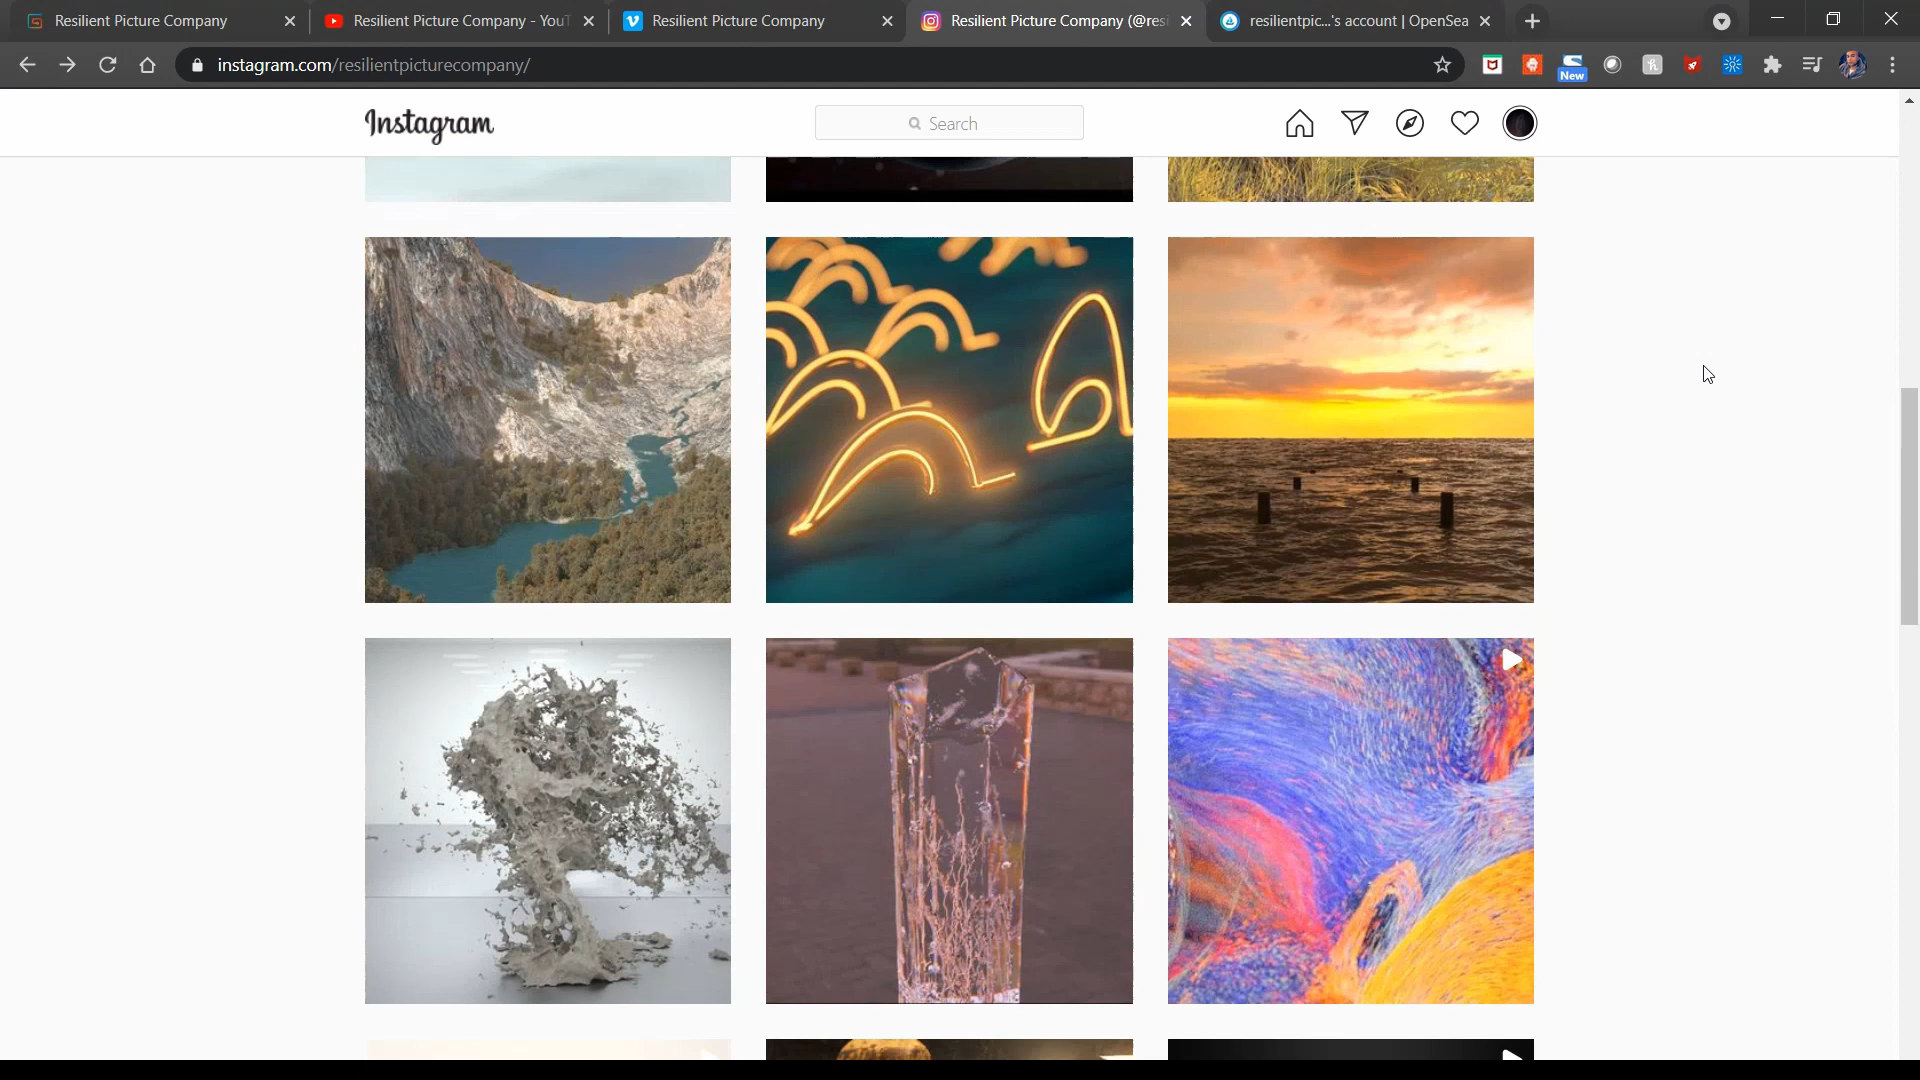 Resilient Picture Company
Resilient Picture Company - YouT
Resilient Picture Company
Resilient Picture Company (@resi
resilientpic...'s account | OpenSea
instagram.com/resilientpicturecompany/
New
Instagram
Search